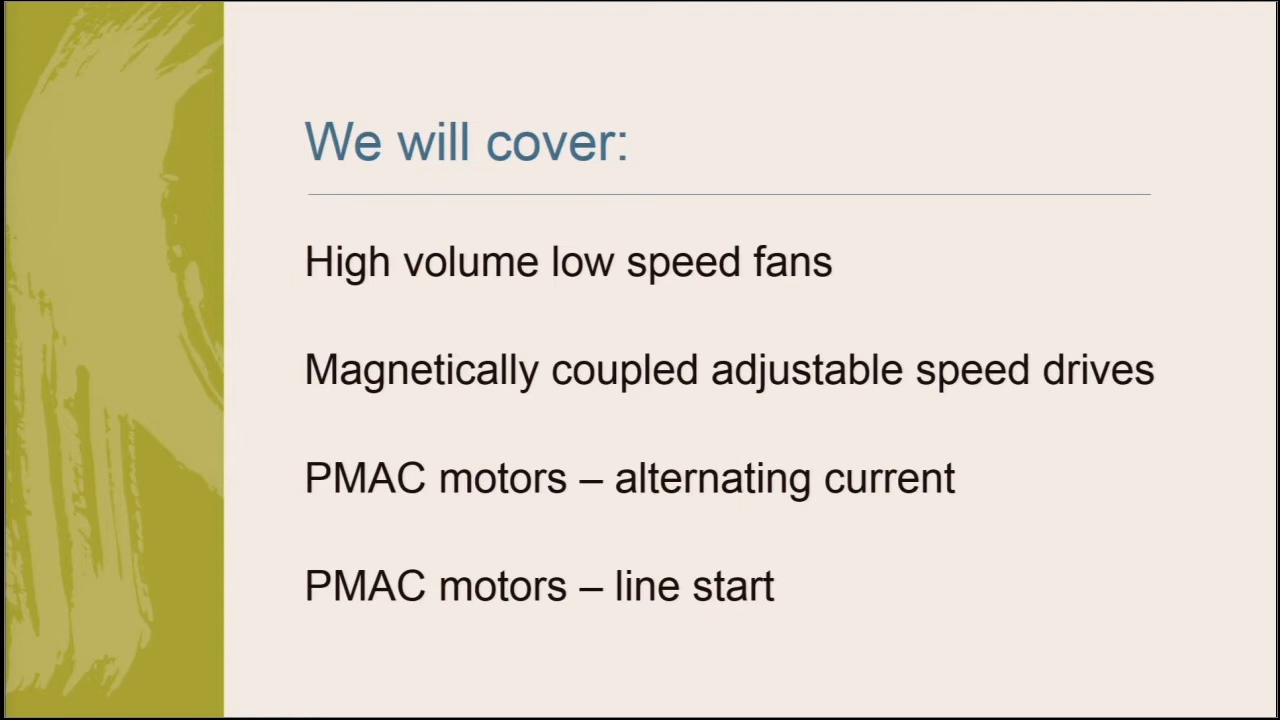 We will cover:
High volume low speed fans
Magnetically coupled adjustable speed drives
PMAC motors – alternating current
PMAC motors – line start